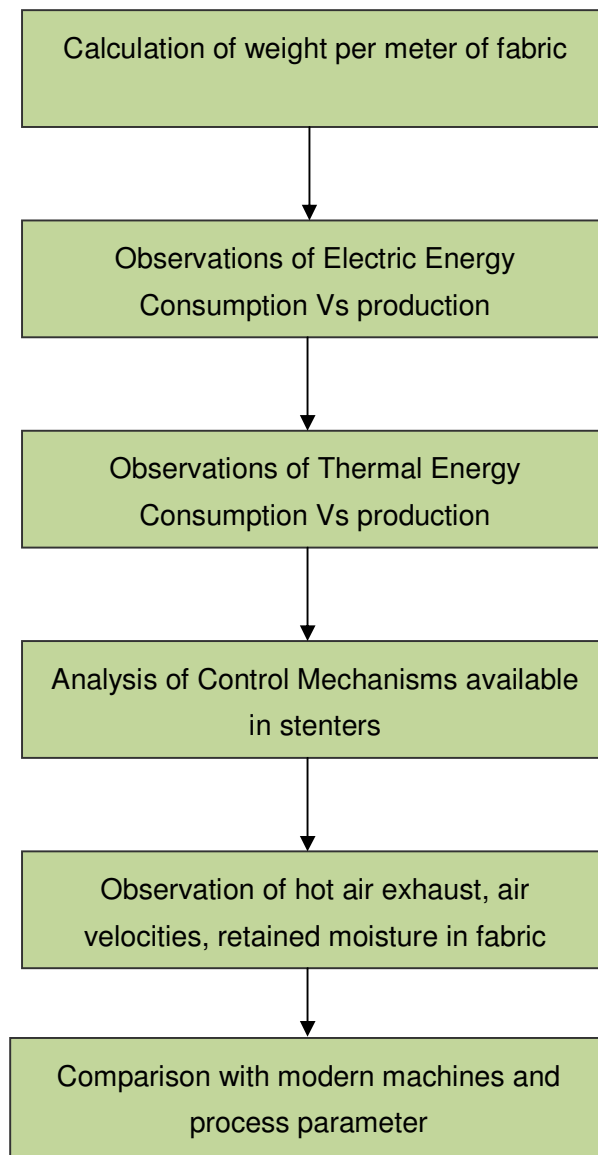 Calculation of weight per meter of fabric
Observations of Electric Energy
Consumption Vs production
Observations of Thermal Energy
Consumption Vs production
Analysis of Control Mechanisms available
in stenters
Observation of hot air exhaust, air
velocities, retained moisture in fabric
Comparison with modern machines and
process parameter